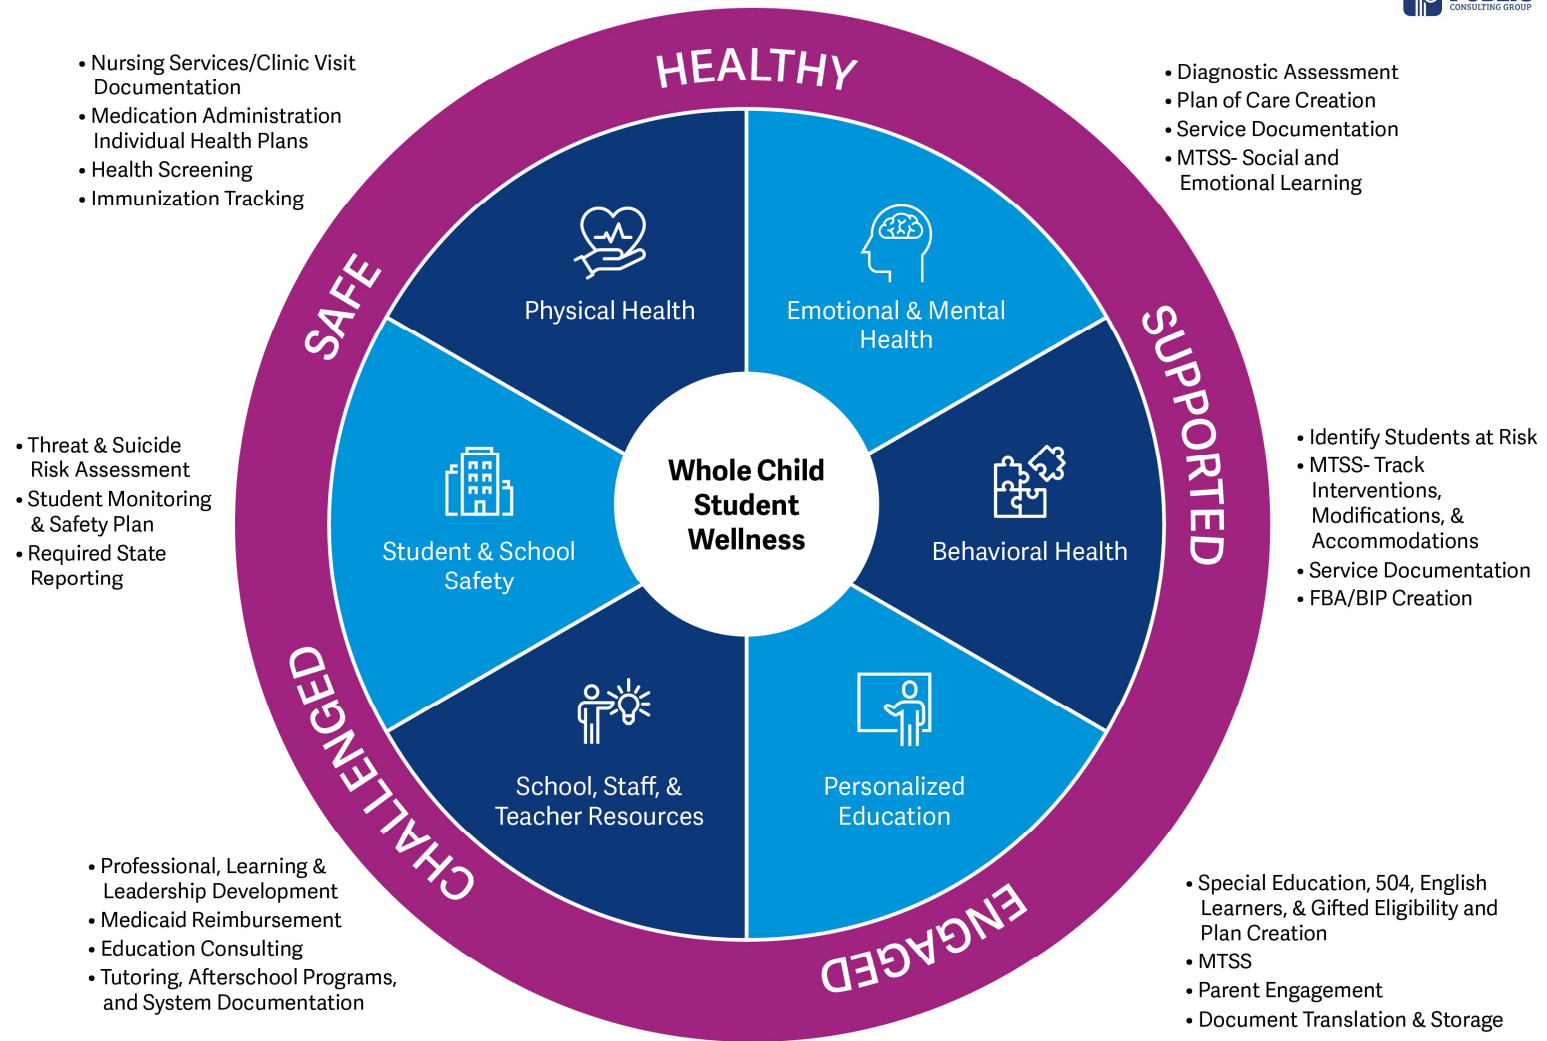 CONSULTING GROUP
HEALTHY
SUPPORTED
ENGAGED
CHALLENGED
SAFE
• Nursing Services/Clinic Visit
Documentation
• Medication Administration
Individual Health Plans
• Health Screening
• Immunization Tracking
• Diagnostic Assessment
• Plan of Care Creation
• Service Documentation
• MTSS- Social and
Emotional Learning
Physical Health
Emotional & Mental
Health
• Threat & Suicide
Risk Assessment
• Student Monitoring
& Safety Plan
• Required State
Reporting
Student & School
Safety
Whole Child
Student
Wellness
Behavioral Health
• Identify Students at Risk
• MTSS- Track
Interventions,
Modifications, &
Accommodations
• Service Documentation
• FBA/BIP Creation
School, Staff, &
Teacher Resources
Personalized
Education
• Professional, Learning &
Leadership Development
• Medicaid Reimbursement
• Education Consulting
• Tutoring, Afterschool Programs,
and System Documentation
• Special Education, 504, English
Learners, & Gifted Eligibility and
Plan Creation
• MTSS
• Parent Engagement
• Document Translation & Storage